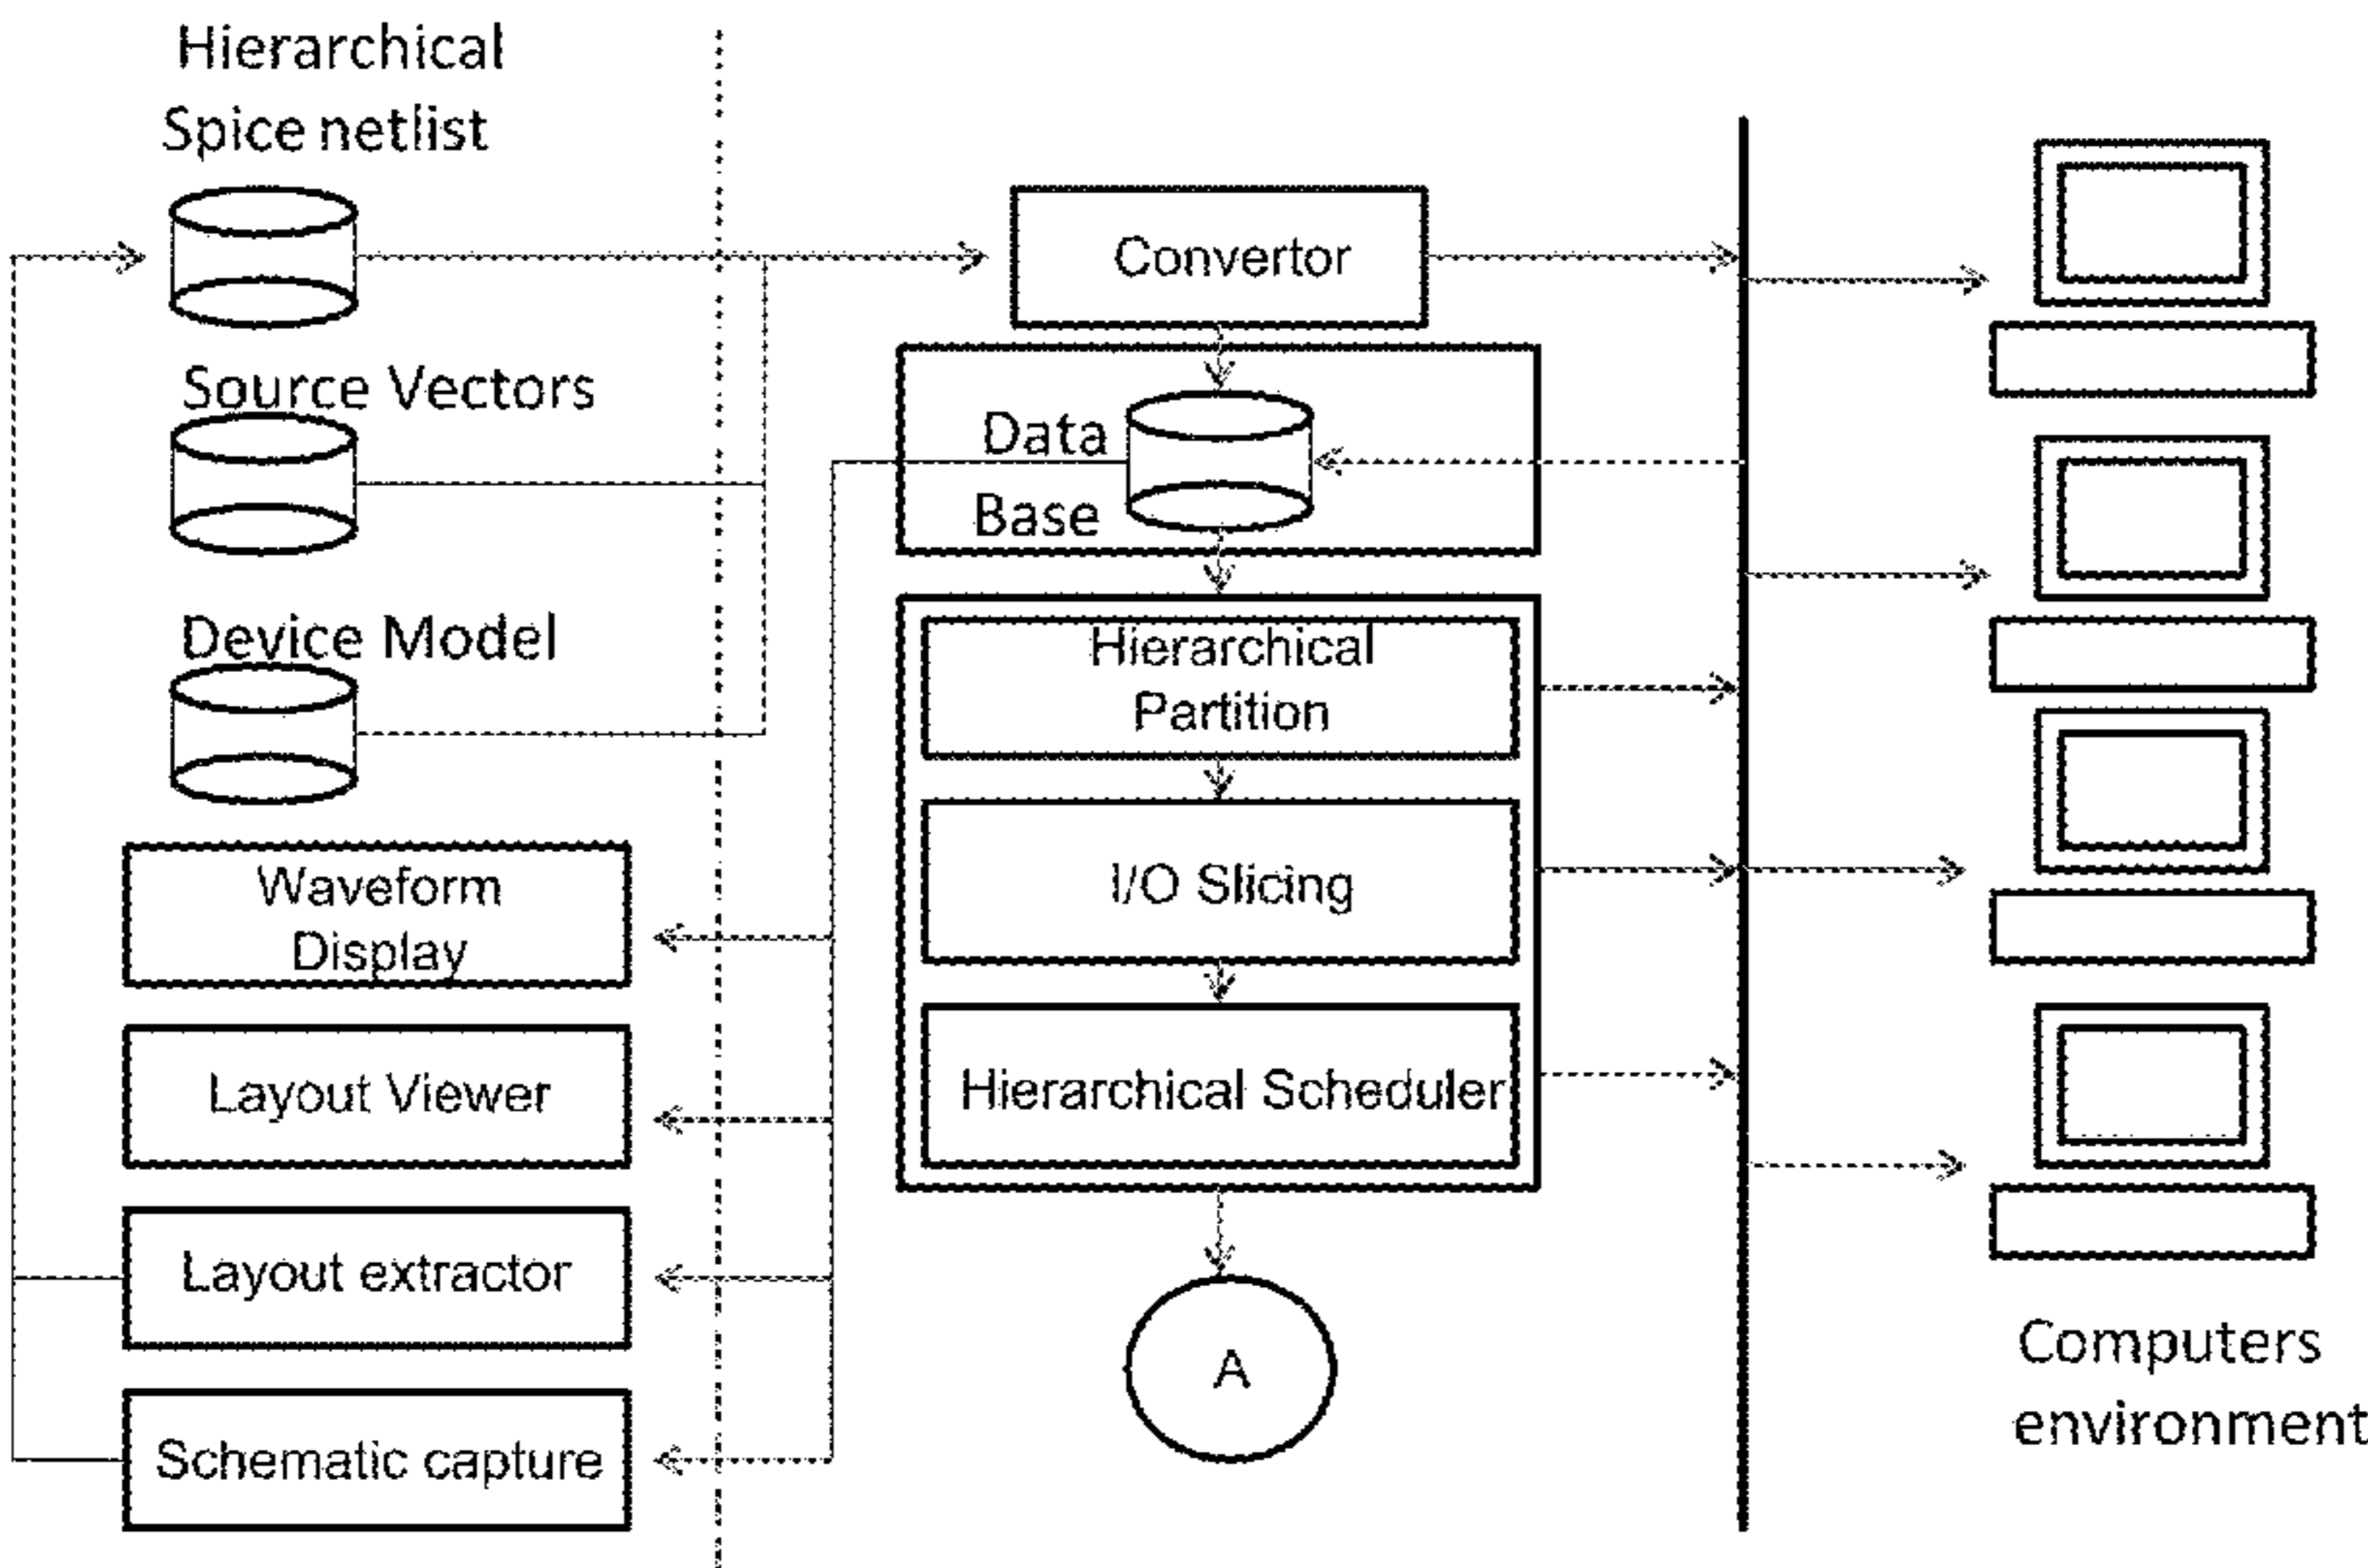 Hierarchical
Spice netlist
Source Vectors
Device Model
Waveform
Display
Layout Viewer
Layout extractor
Schematic capture
Convertor
Data
Base
Hierarchical
Partition
I/O Slicing
Hierarchical Scheduler
A
Computers
environment